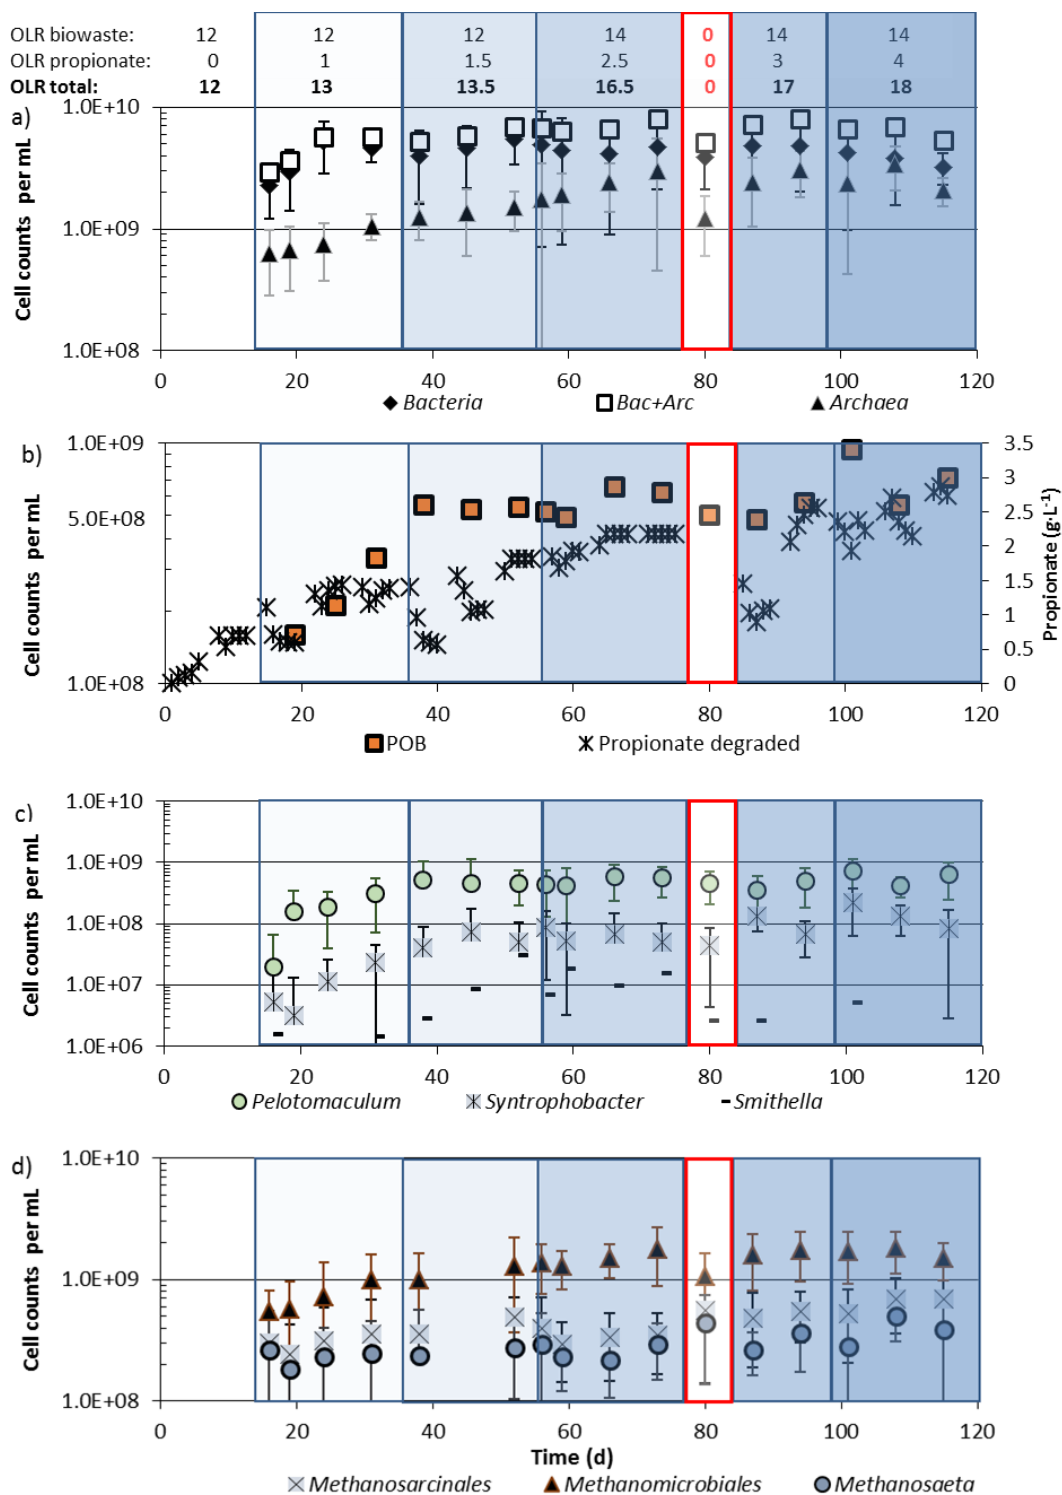 OLR biowaste: 12 12 12 14 0 14 14
OLR propionate: 0 1 1.5 2.5 0 3 4
OLR total: 12 13 13.5 16.5 0 17 18
a)
Cell counts per mL
1.0E+10
1.0E+09
1.0E+08
0 20 40 60 80 100 120
Bacteria Bac+Arc Archaea
b)
Cell counts per mL
1.0E+09
5.0E+08
1.0E+08
3.5
3
2.5
2
1.5
1
0.5
0
Propionate (g·L-1)
0 20 40 60 80 100 120
POB Propionate degraded
c)
Cell counts per mL
1.0E+10
1.0E+09
1.0E+08
1.0E+07
1.0E+06
0 20 40 60 80 100 120
Pelotomaculum Syntrophobacter Smithella
d)
Cell counts per mL
1.0E+10
1.0E+09
1.0E+08
0 20 40 60 80 100 120
Time (d)
Methanosarcinales Methanomicrobiales Methanosaeta